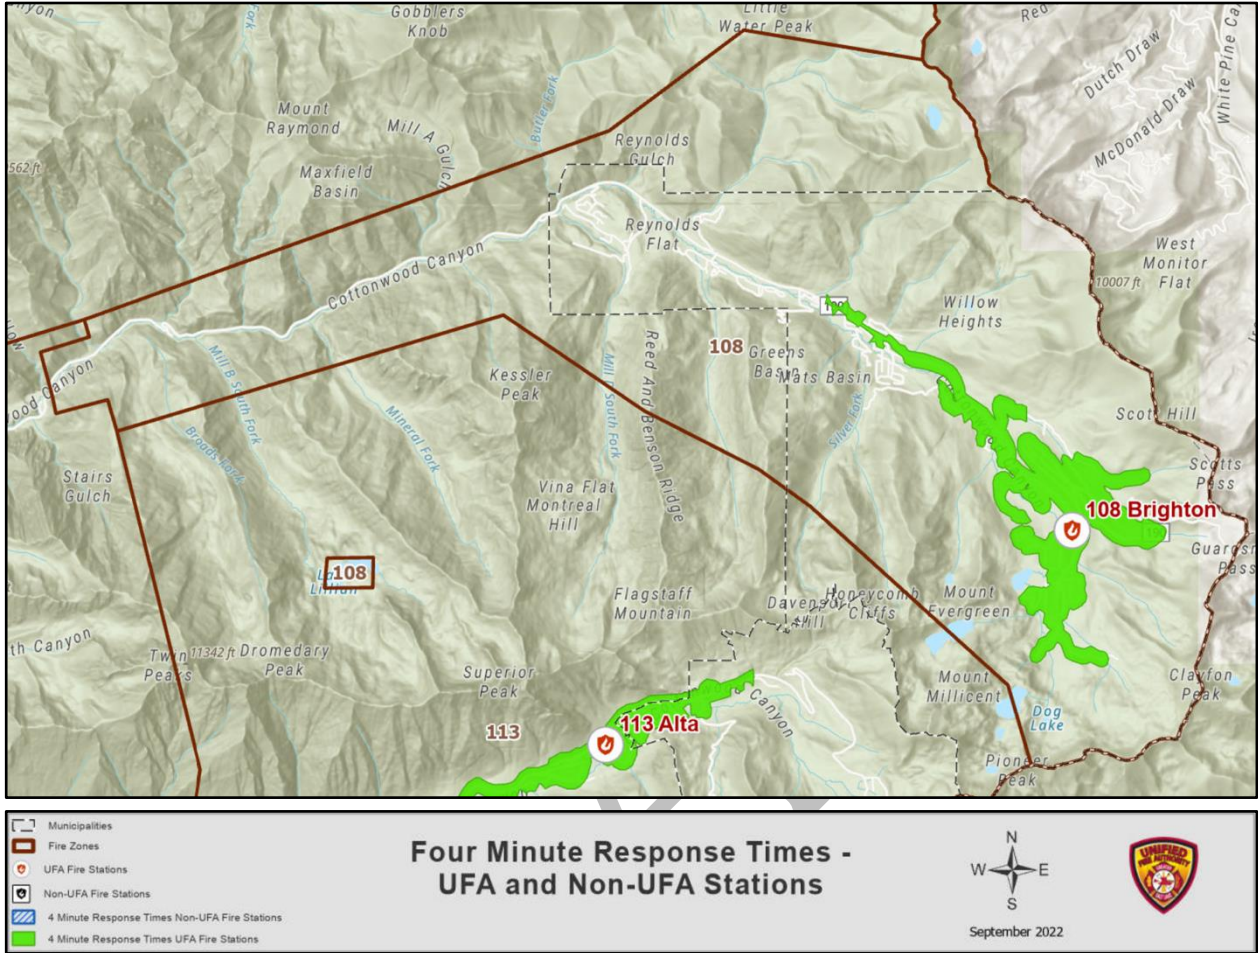 Gobblers
Knob
Little
Water Peak
Red
Dutch Draw
White Pine Ca
McDonald Draw
Mount
Raymond
Mill A
Gulch
Butler Fork
Fork
Reynolds
Gulch
562 ft
Maxfield
Basin
Reynolds
Flat
West
Monitor
Flat
10007 ft
Cottonwood Canyon
Willow
Heights
108
Greens
Basin
Mats Basin
ood Canyon
Mill B South Fork
Kessler
Peak
Mill D South Fork
Reed And Benson Ridge
Silver Fork
Mineral Fork
Broads Fork
Scott Hill
Scotts
Pass
Stairs
Gulch
Vina Flat
Montreal
Hill
108 Brighton
Guardsm
Pass
108
Lake
Lillian
Flagstaff
Mountain
Davenport
Hill
Honeycomb
Cliffs
Mount
Evergreen
th Canyon
Twin
Peaks
11342 ft
Dromedary
Peak
Superior
Peak
Canyon
Mount
Millicent
Clayton
Peak
Dog
Lake
113
113 Alta
Pioneer
Peak
Municipalities
Fire Zones
UFA Fire Stations
Non-UFA Fire Stations
4 Minute Response Times Non-UFA Fire Stations
4 Minute Response Times UFA Fire Stations
Four Minute Response Times -
UFA and Non-UFA Stations
N
W E
S
September 2022
UNIFIED
FIRE AUTHORITY